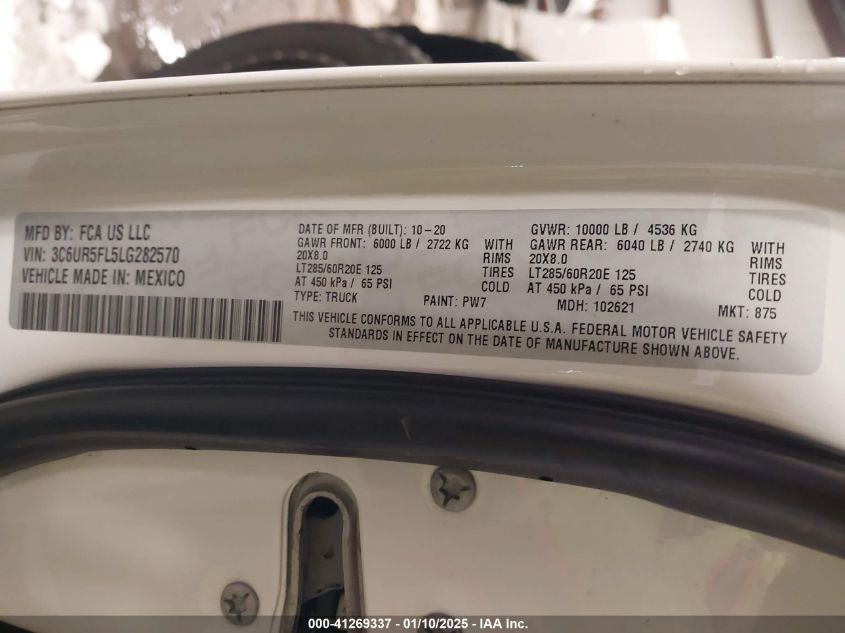 MFD BY: FCA US LLC
VIN: 3C6UR5FL5LG282570
VEHICLE MADE IN: MEXICO
DATE OF MFR (BUILT): 10-20
GAWR FRONT: 6000 LB / 2722 KG WITH
20X8.0 RIMS
LT285/60R20E 125 TIRES
AT 450 kPa / 65 PSI COLD
TYPE: TRUCK PAINT: PW7
GVWR: 10000 LB / 4536 KG
GAWR REAR: 6040 LB / 2740 KG WITH
20X8.0 RIMS
LT285/60R20E 125 TIRES
AT 450 kPa / 65 PSI COLD
MDH: 102621 MKT: 875
THIS VEHICLE CONFORMS TO ALL APPLICABLE U.S.A. FEDERAL MOTOR VEHICLE SAFETY
STANDARDS IN EFFECT ON THE DATE OF MANUFACTURE SHOWN ABOVE.
000-41269337 - 01/10/2025 - IAA Inc.